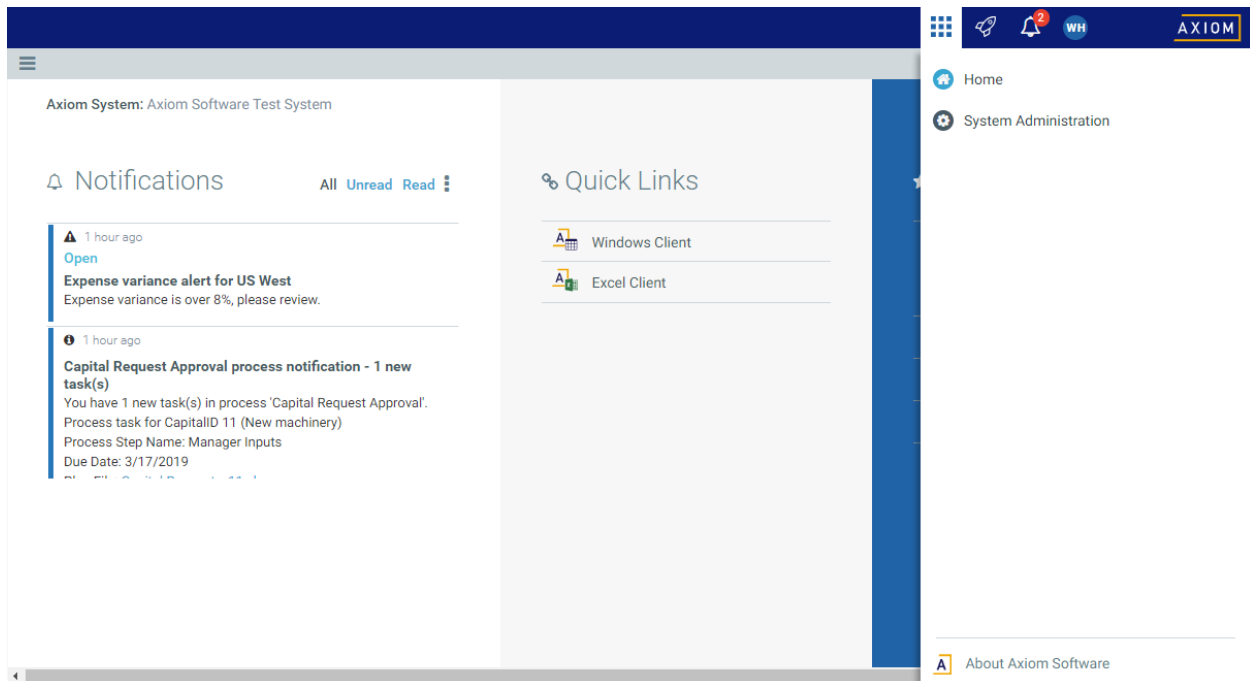 2
WH
AXIOM
Axiom System: Axiom Software Test System
Notifications
All Unread Read
1 hour ago
Open
Expense variance alert for US West
Expense variance is over 8%, please review.
1 hour ago
Capital Request Approval process notification - 1 new
task(s)
You have 1 new task(s) in process 'Capital Request Approval'.
Process task for CapitalID 11 (New machinery)
Process Step Name: Manager Inputs
Due Date: 3/17/2019
Quick Links
Windows Client
Excel Client
Home
System Administration
About Axiom Software